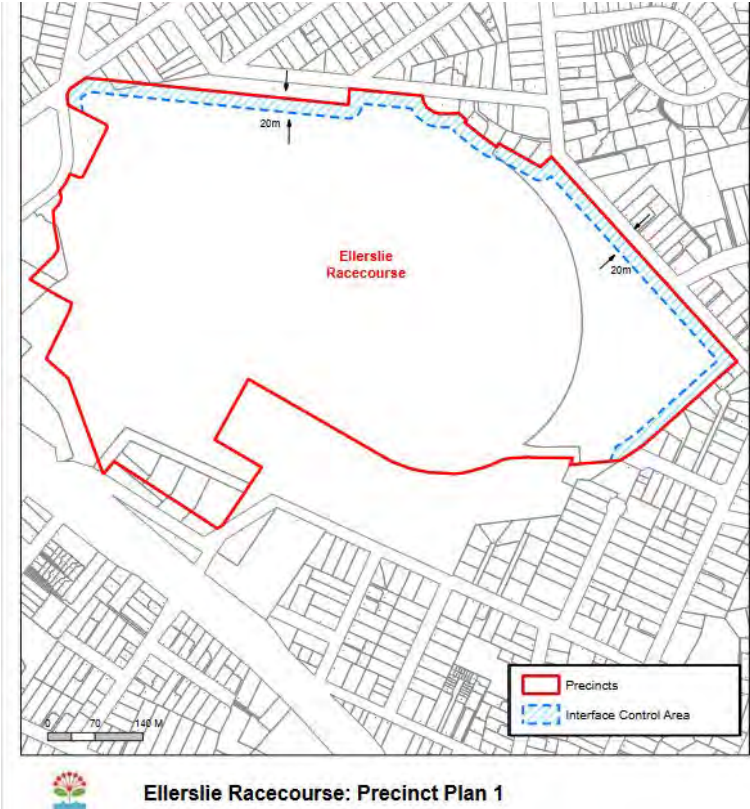 20m
Ellerslie
Racecourse
20m
Precincts
Interface Control Area
0 70 140 M
Ellerslie Racecourse: Precinct Plan 1